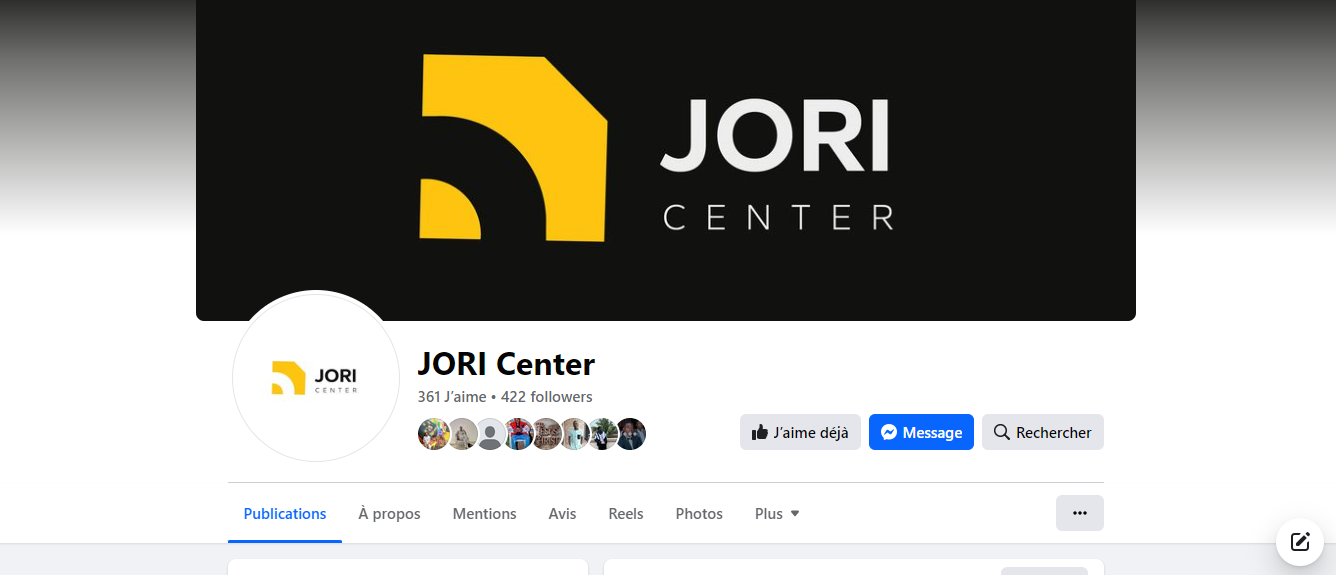 JORI
CENTER
JORI
CENTER
JORI Center
361 J’aime • 422 followers
J’aime déjà
Message
Rechercher
Publications
À propos
Mentions
Avis
Reels
Photos
Plus